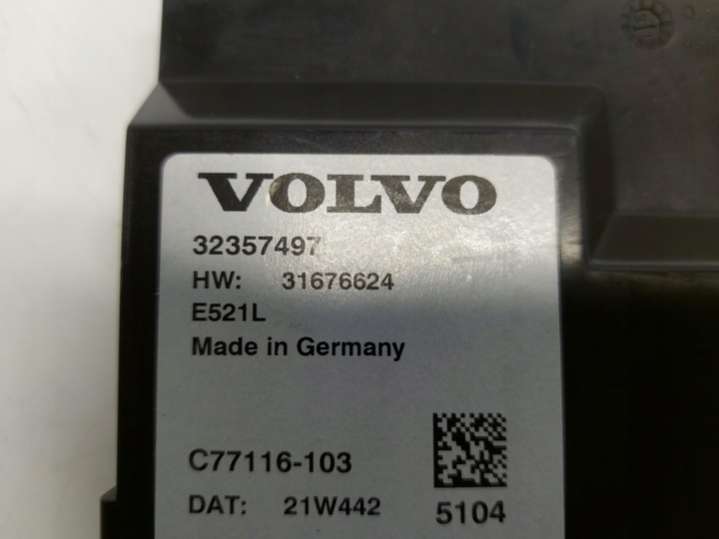 VOLVO
32357497
HW: 31676624
E521L
Made in Germany
C77116-103
DAT: 21W442
5104